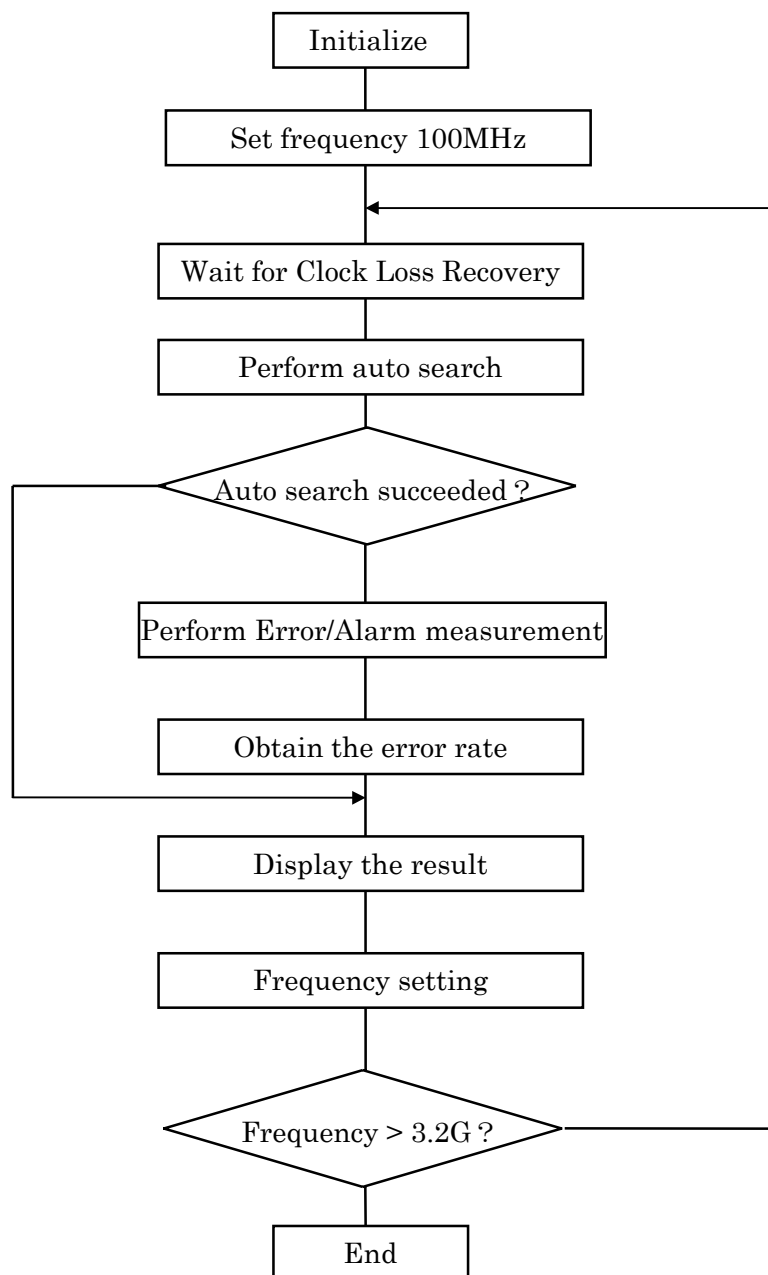 Initialize
Set frequency 100MHz
Wait for Clock Loss Recovery
Perform auto search
Auto search succeeded？
Perform Error/Alarm measurement
Obtain the error rate
Display the result
Frequency setting
Frequency > 3.2G？
End